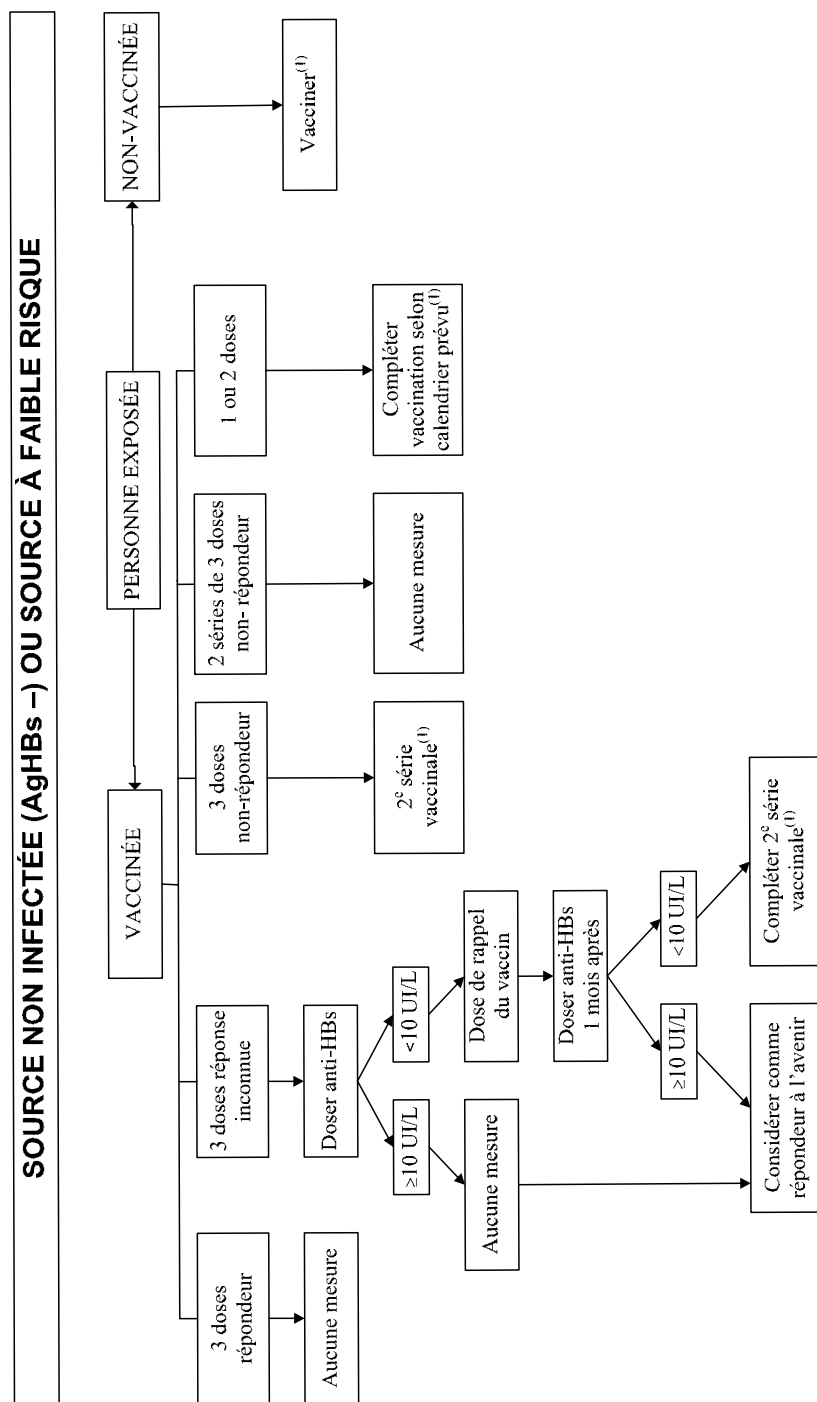 SOURCE NON INFECTÉE (AgHBs –) OU SOURCE À FAIBLE RISQUE
PERSONNE EXPOSÉE
VACCINÉE
NON-VACCINÉE
3 doses
répondeur
3 doses réponse
inconnue
3 doses
non-répondeur
2 séries de 3 doses
non- répondeur
1 ou 2 doses
Vacciner(1)
Aucune mesure
Doser anti-HBs
2e série
vaccinale(1)
Aucune mesure
Compléter
vaccination selon
calendrier prévu(1)
≥10 UI/L
<10 UI/L
Aucune mesure
Dose de rappel
du vaccin
Doser anti-HBs
1 mois après
≥10 UI/L
<10 UI/L
Considérer comme
répondeur à l'avenir
Compléter 2e série
vaccinale(1)